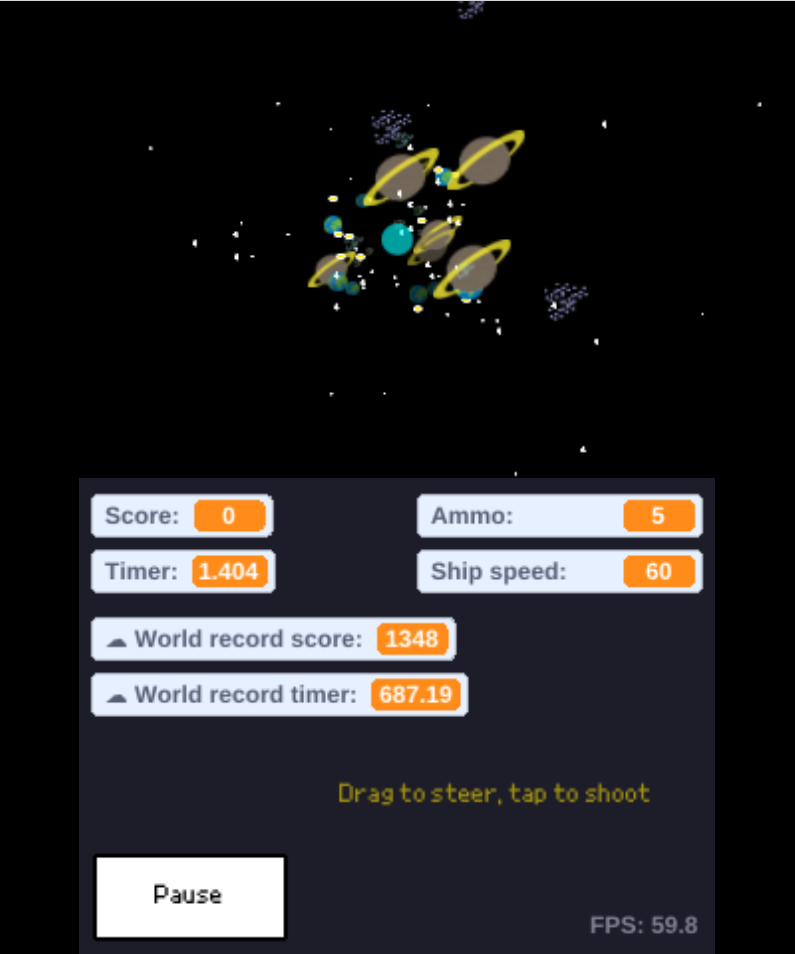 Score: 0
Ammo: 5
Timer: 1.404
Ship speed: 60
☁ World record score: 1348
☁ World record timer: 687.19
Drag to steer, tap to shoot
Pause
FPS: 59.8